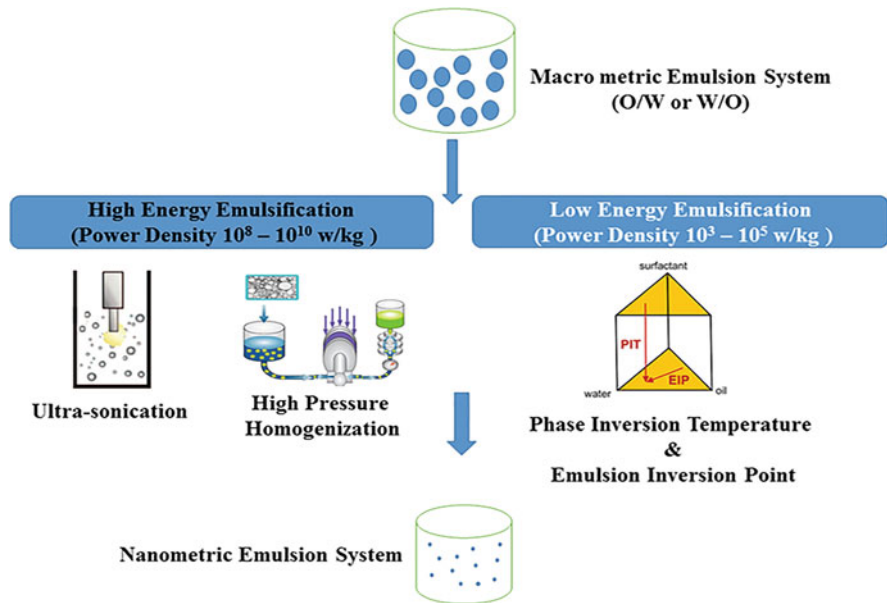 Macro metric Emulsion System
(O/W or W/O)
High Energy Emulsification
(Power Density 10⁸ – 10¹⁰ w/kg )
Low Energy Emulsification
(Power Density 10³ – 10⁵ w/kg )
Ultra-sonication
High Pressure
Homogenization
surfactant
PIT
EIP
water
oil
Phase Inversion Temperature
&
Emulsion Inversion Point
Nanometric Emulsion System